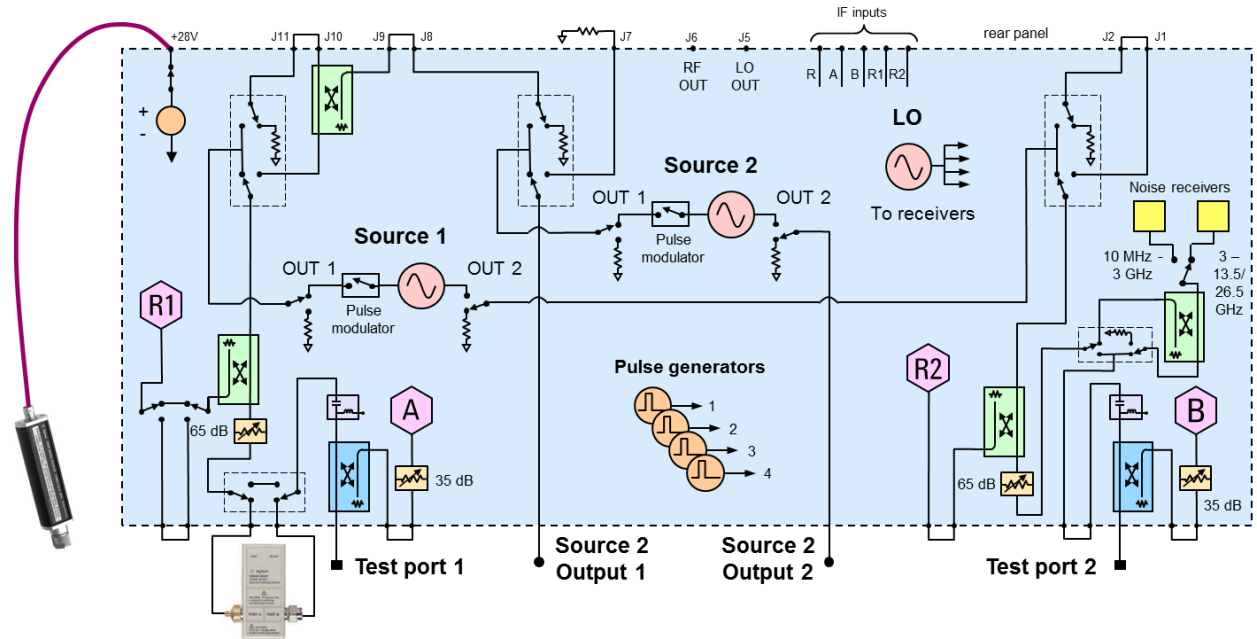 IF inputs
+28V
J11
J10
J9
J8
J7
J6
J5
rear panel
J2
J1
RF
OUT
LO
OUT
R
A
B
R1
R2
+
-
LO
Source 2
To receivers
Noise receivers
OUT 1
OUT 2
Pulse
modulator
10 MHz -
3 GHz
3 –
13.5/
26.5
GHz
Source 1
OUT 1
OUT 2
Pulse
modulator
R1
Pulse generators
1
2
3
4
R2
A
B
65 dB
35 dB
65 dB
35 dB
Test port 1
Source 2
Output 1
Source 2
Output 2
Test port 2
Agilent
PORT A
PORT B